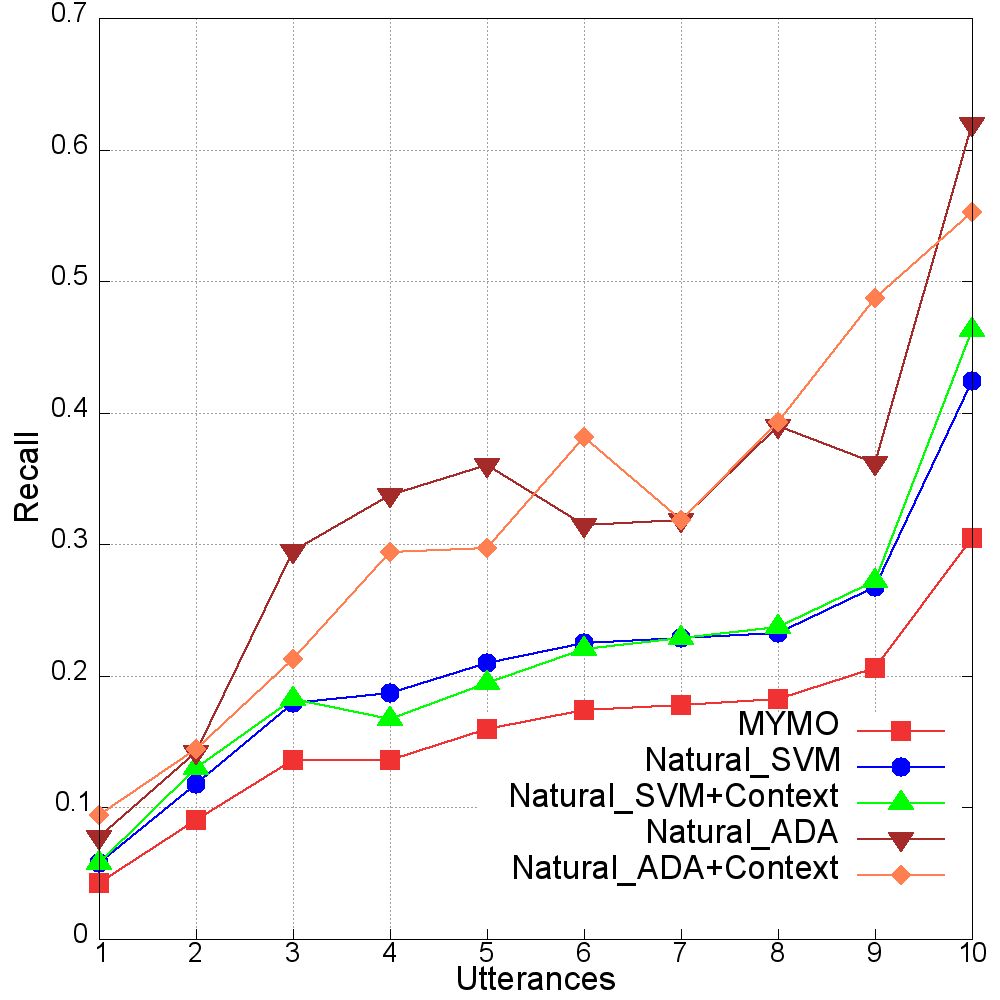 0.7
0.6
0.5
0.4
0.3
0.2
0.1
0
Recall
MYMO
Natural_SVM
Natural_SVM+Context
Natural_ADA
Natural_ADA+Context
1 2 3 4 5 6 7 8 9 10
Utterances